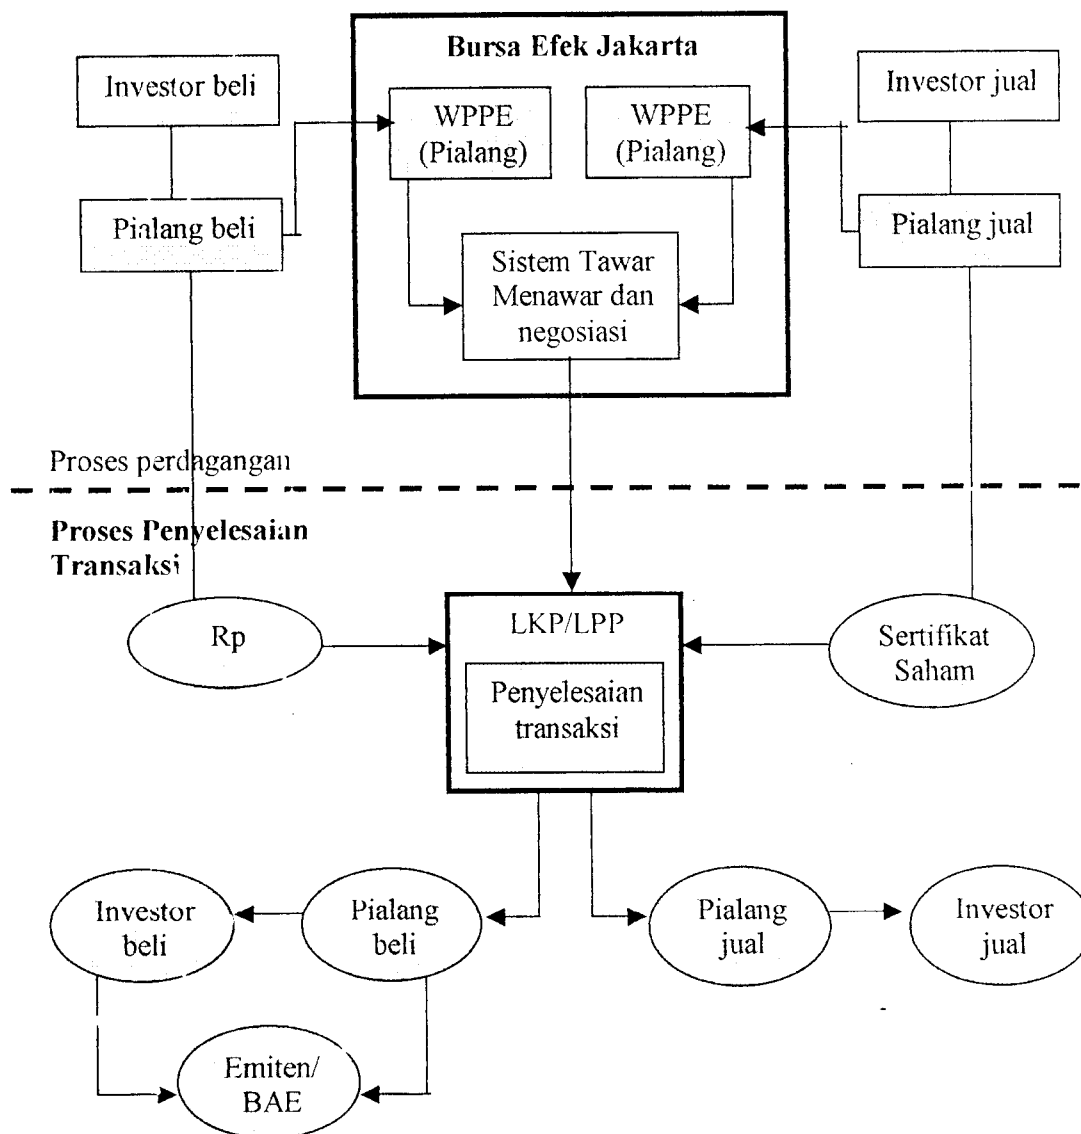 Bursa Efek Jakarta
Investor beli
Investor jual
WPPE
(Pialang)
WPPE
(Pialang)
Pialang beli
Pialang jual
Sistem Tawar
Menawar dan
negosiasi
Proses perdagangan
Proses Penyelesaian
Transaksi
Rp
LKP/LPP
Sertifikat
Saham
Penyelesaian
transaksi
Investor
beli
Pialang
beli
Pialang
jual
Investor
jual
Emiten/
BAE